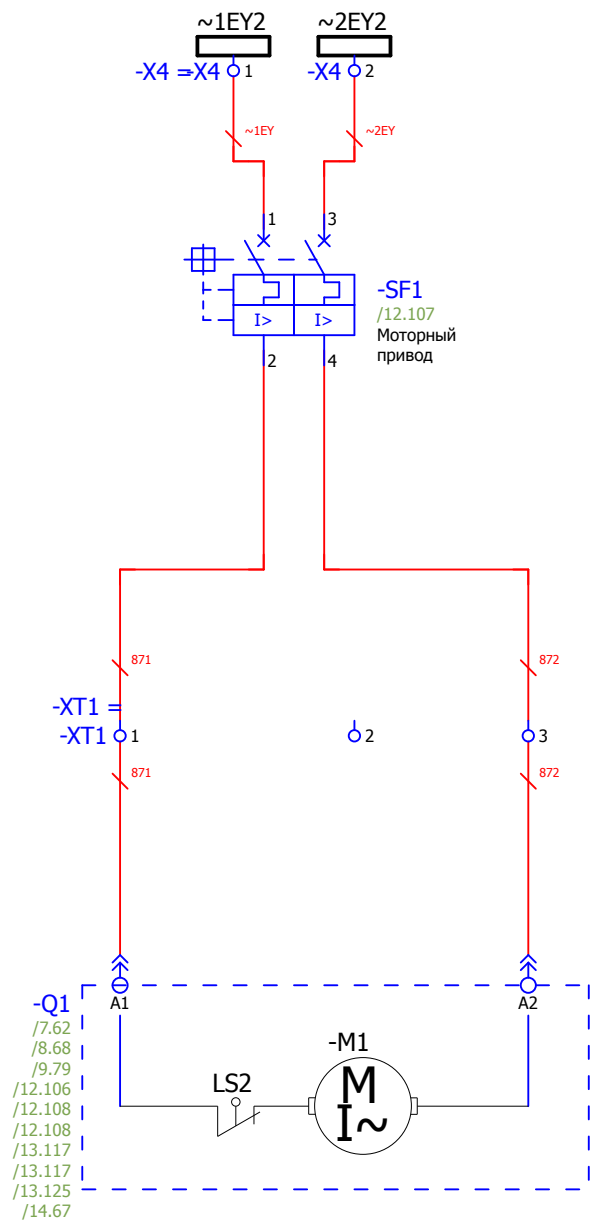 ~1EY2 ~2EY2
-X4 =-X4 1 -X4 2
~1EY ~2EY
1 3
-SF1
/12.107
Моторный
привод
I> I>
2 4
871 872
-XT1 =
-XT1 1 2 3
871 872
-Q1 A1 A2
/7.62
/8.68
/9.79
/12.106
/12.108
/12.108
/13.117
/13.117
/13.125
/14.67
-M1
LS2
M
I~